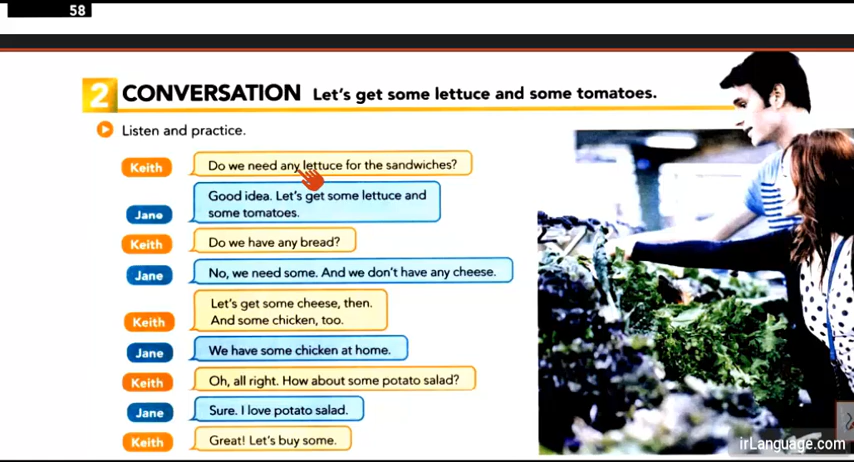 58
2 CONVERSATION Let's get some lettuce and some tomatoes.
Listen and practice.
Keith Do we need any lettuce for the sandwiches?
Good idea. Let's get some lettuce and
Jane some tomatoes.
Keith Do we have any bread?
Jane No, we need some. And we don't have any cheese.
Let's get some cheese, then.
Keith And some chicken, too.
Jane We have some chicken at home.
Keith Oh, all right. How about some potato salad?
Jane Sure. I love potato salad.
Keith Great! Let's buy some.
irLanguage.com